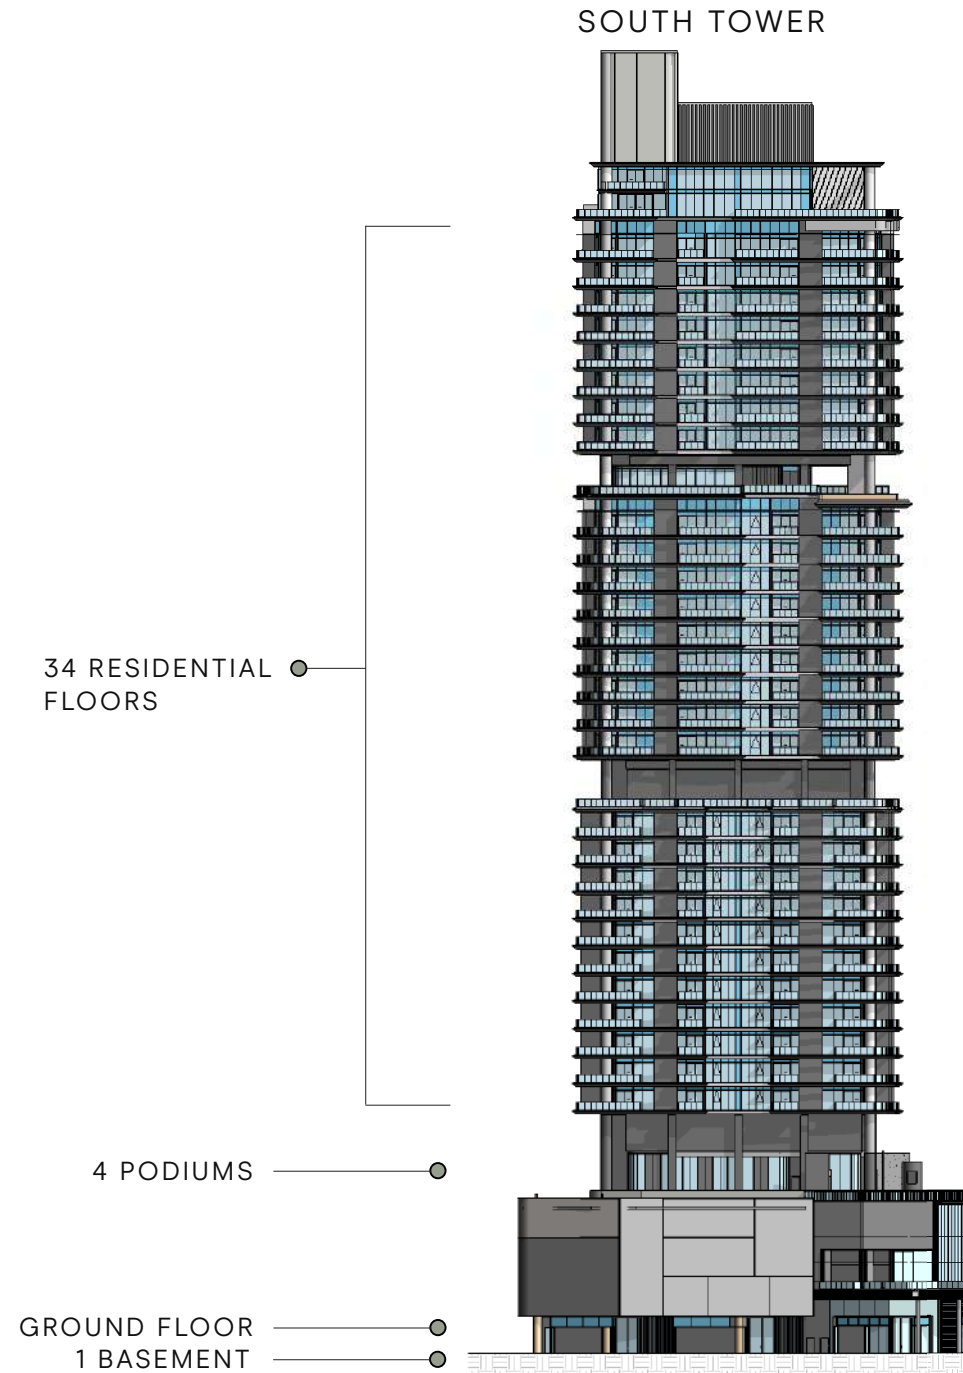 SOUTH TOWER
34 RESIDENTIAL
FLOORS
4 PODIUMS
GROUND FLOOR
1 BASEMENT